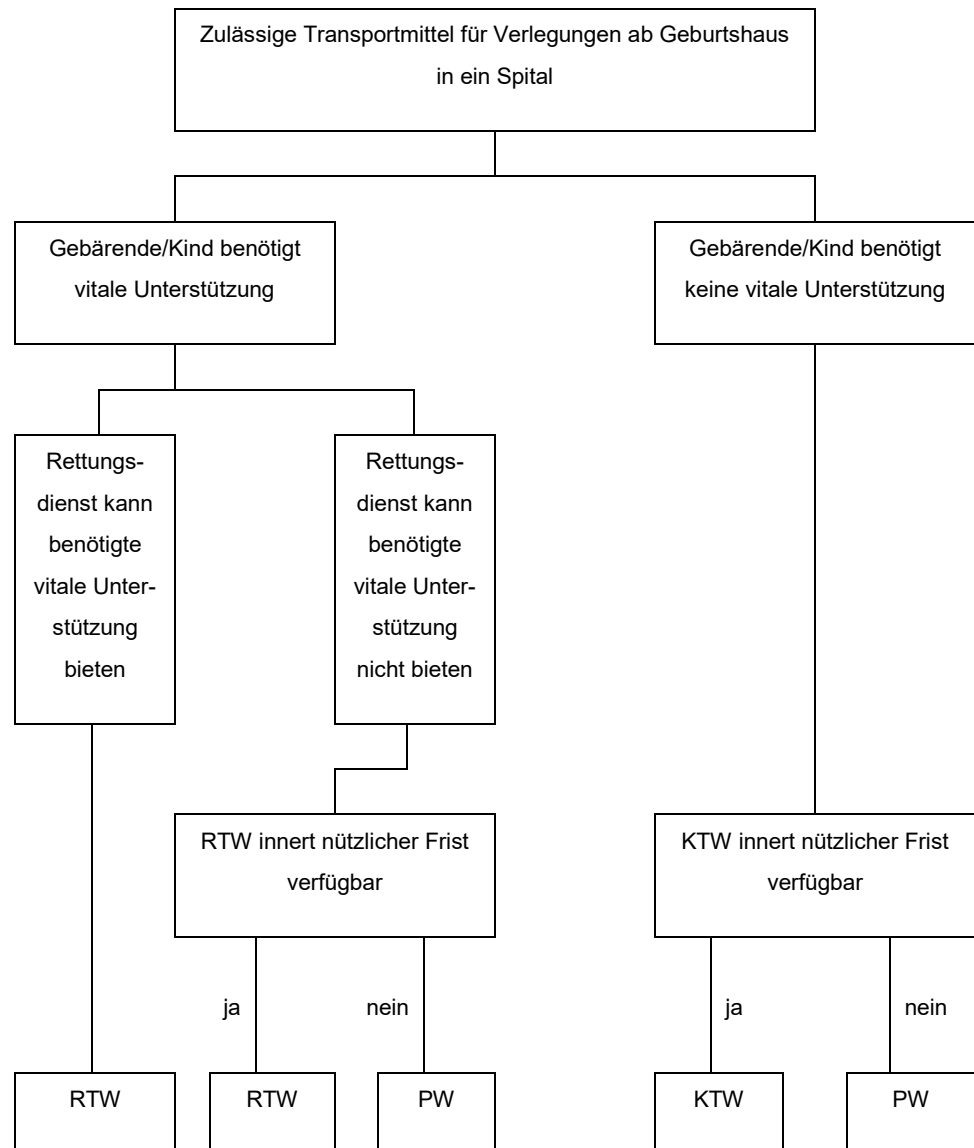 Zulässige Transportmittel für Verlegungen ab Geburtshaus
in ein Spital
Gebärende/Kind benötigt
vitale Unterstützung
Gebärende/Kind benötigt
keine vitale Unterstützung
Rettungs-
dienst kann
benötigte
vitale Unter-
stützung
bieten
Rettungs-
dienst kann
benötigte
vitale Unter-
stützung
nicht bieten
RTW innert nützlicher Frist
verfügbar
KTW innert nützlicher Frist
verfügbar
ja
nein
ja
nein
RTW
RTW
PW
KTW
PW